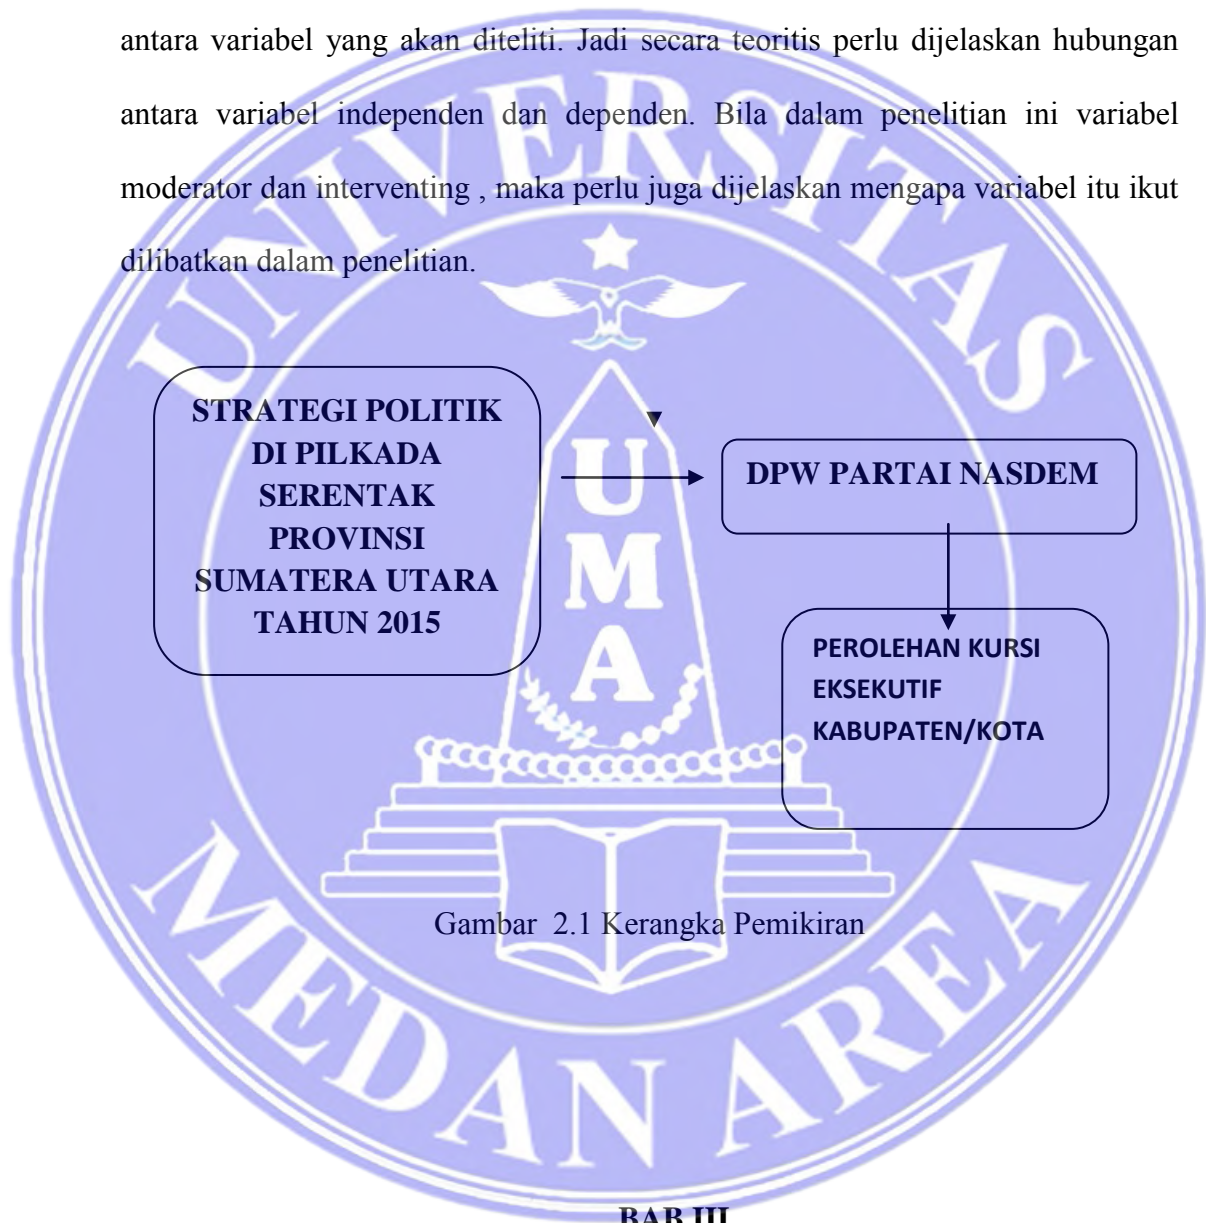 antara variabel yang akan diteliti. Jadi secara teoritis perlu dijelaskan hubungan
antara variabel independen dan dependen. Bila dalam penelitian ini variabel
moderator dan interventing , maka perlu juga dijelaskan mengapa variabel itu ikut
dilibatkan dalam penelitian.
UNIVERSITAS
STRATEGI POLITIK
DI PILKADA
SERENTAK
PROVINSI
SUMATERA UTARA
TAHUN 2015
U
M
A
DPW PARTAI NASDEM
PEROLEHAN KURSI
EKSEKUTIF
KABUPATEN/KOTA
Gambar 2.1 Kerangka Pemikiran
MEDAN AREA
BAB III